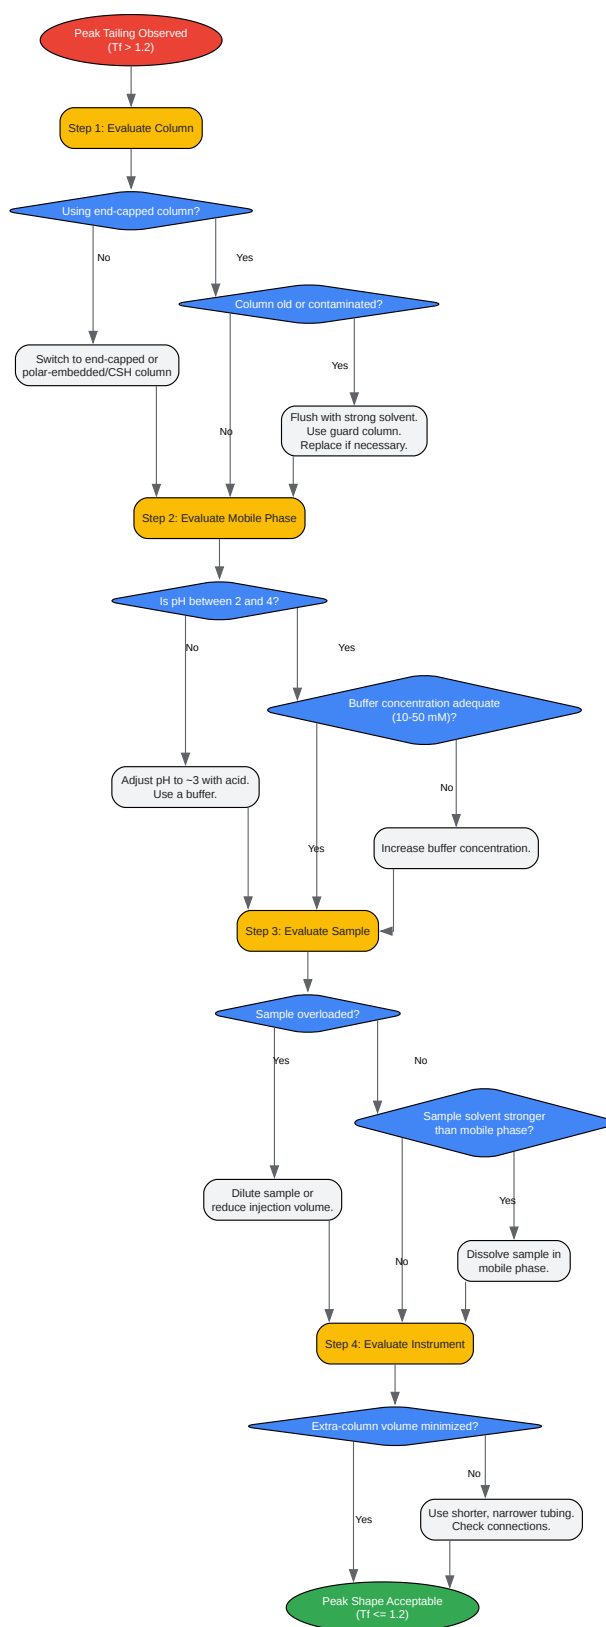 Peak Tailing Observed
(Tf > 1.2)
Step 1: Evaluate Column
Using end-capped column?
No
Yes
Column old or contaminated?
Switch to end-capped or
polar-embedded/CSH column
Yes
No
Flush with strong solvent.
Use guard column.
Replace if necessary.
Step 2: Evaluate Mobile Phase
Is pH between 2 and 4?
No
Yes
Buffer concentration adequate
(10-50 mM)?
Adjust pH to ~3 with acid.
Use a buffer.
No
Yes
Increase buffer concentration.
Step 3: Evaluate Sample
Sample overloaded?
Yes
No
Sample solvent stronger
than mobile phase?
Dilute sample or
reduce injection volume.
Yes
No
Dissolve sample in
mobile phase.
Step 4: Evaluate Instrument
Extra-column volume minimized?
No
Yes
Use shorter, narrower tubing.
Check connections.
Peak Shape Acceptable
(Tf <= 1.2)